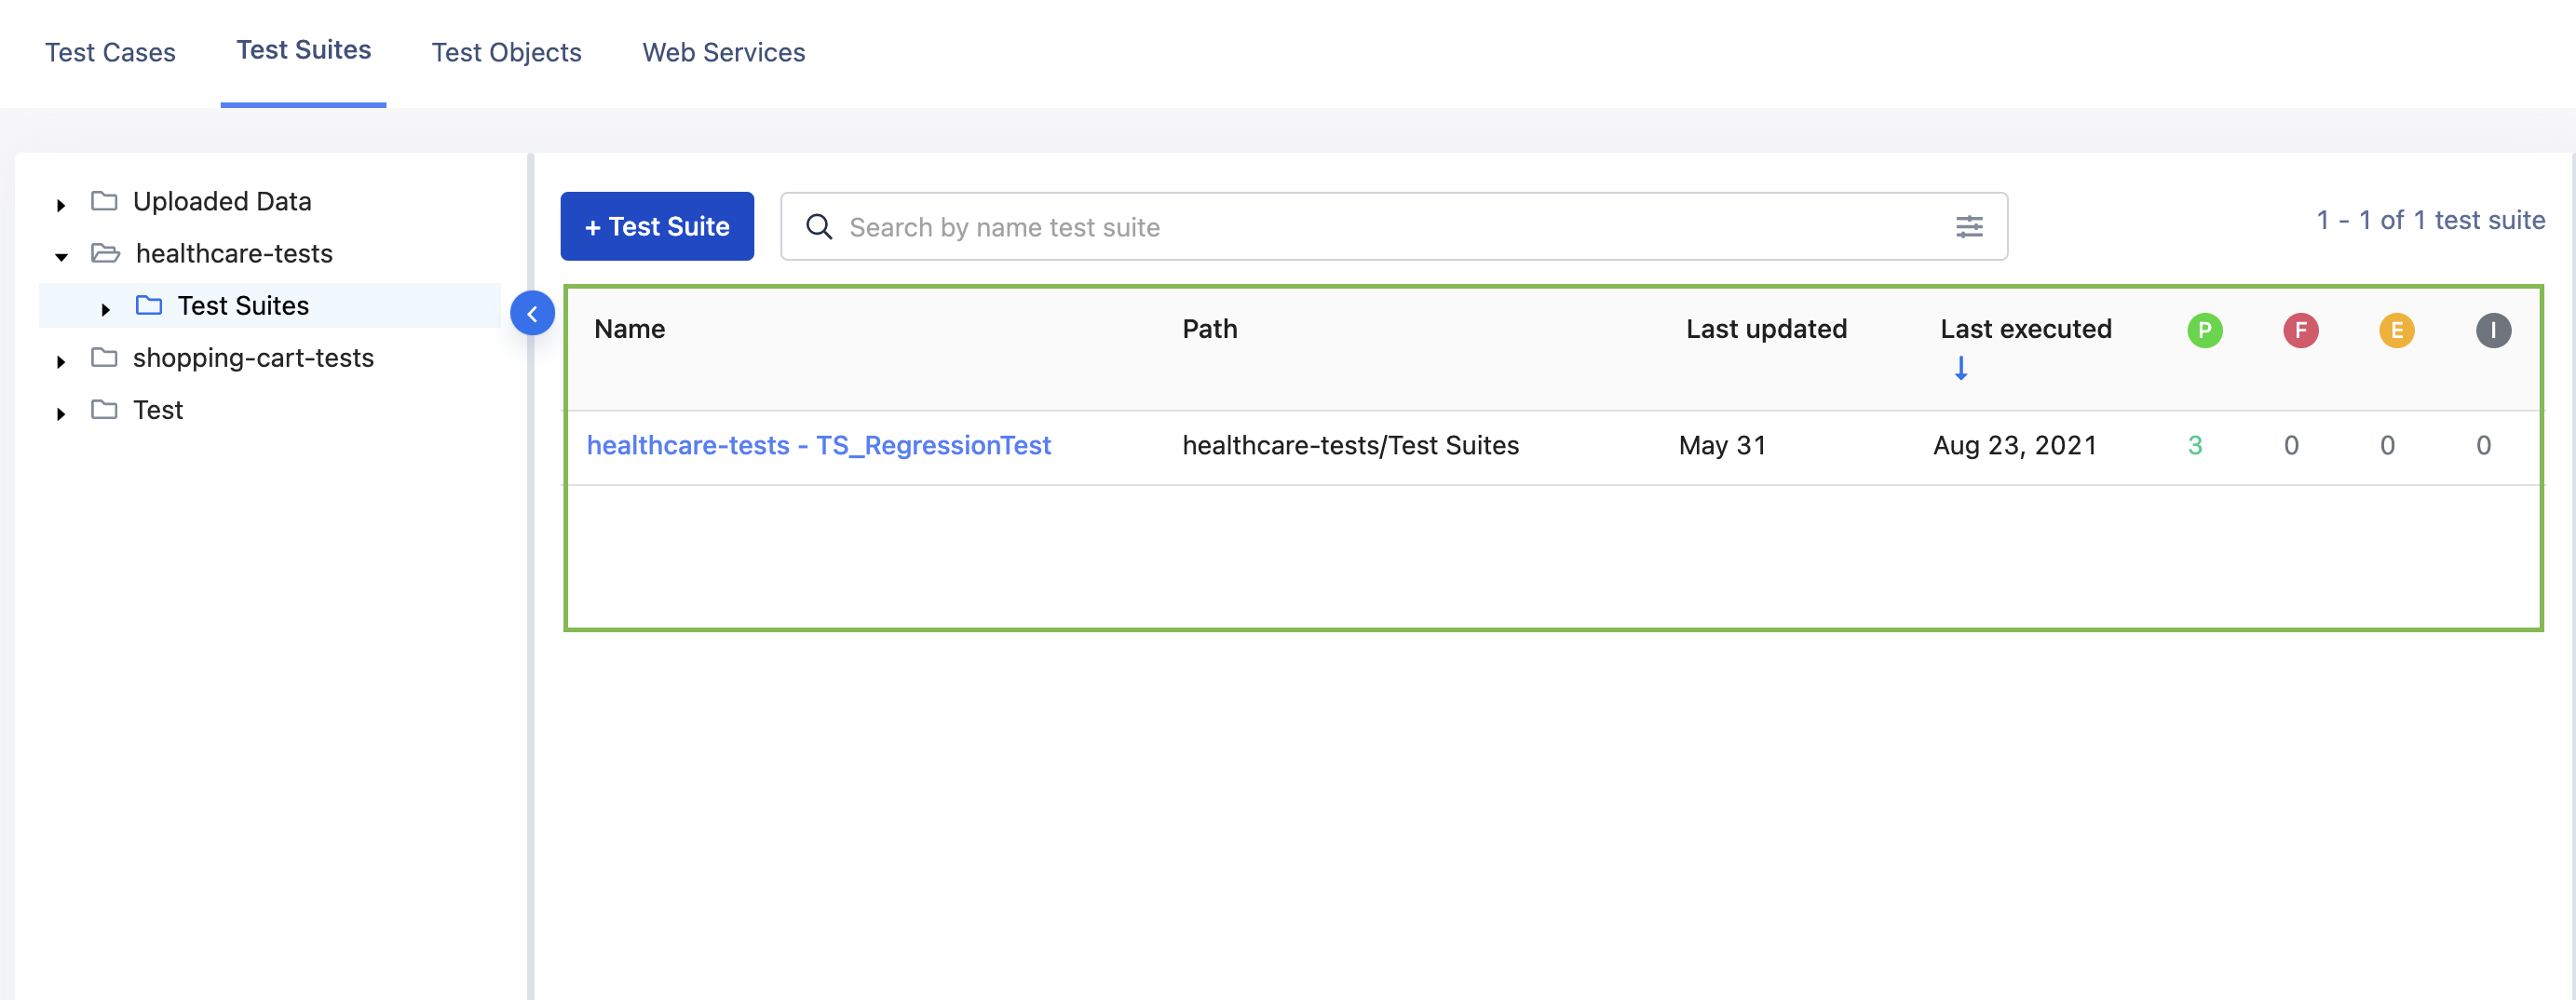 Test Cases Test Suites Test Objects Web Services
Uploaded Data
healthcare-tests
Test Suites
shopping-cart-tests
Test
+ Test Suite Search by name test suite 1 - 1 of 1 test suite
Name Path Last updated Last executed P F E I
healthcare-tests - TS_RegressionTest healthcare-tests/Test Suites May 31 Aug 23, 2021 3 0 0 0